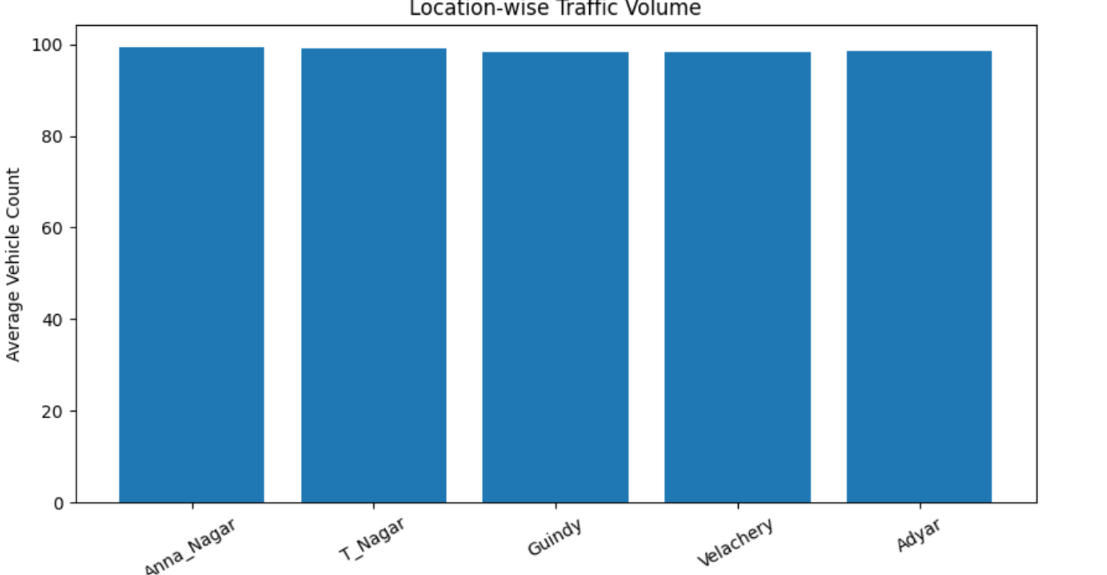 Location-wise Traffic Volume
Average Vehicle Count
100
80
60
40
20
0
Anna_Nagar
T_Nagar
Guindy
Velachery
Adyar